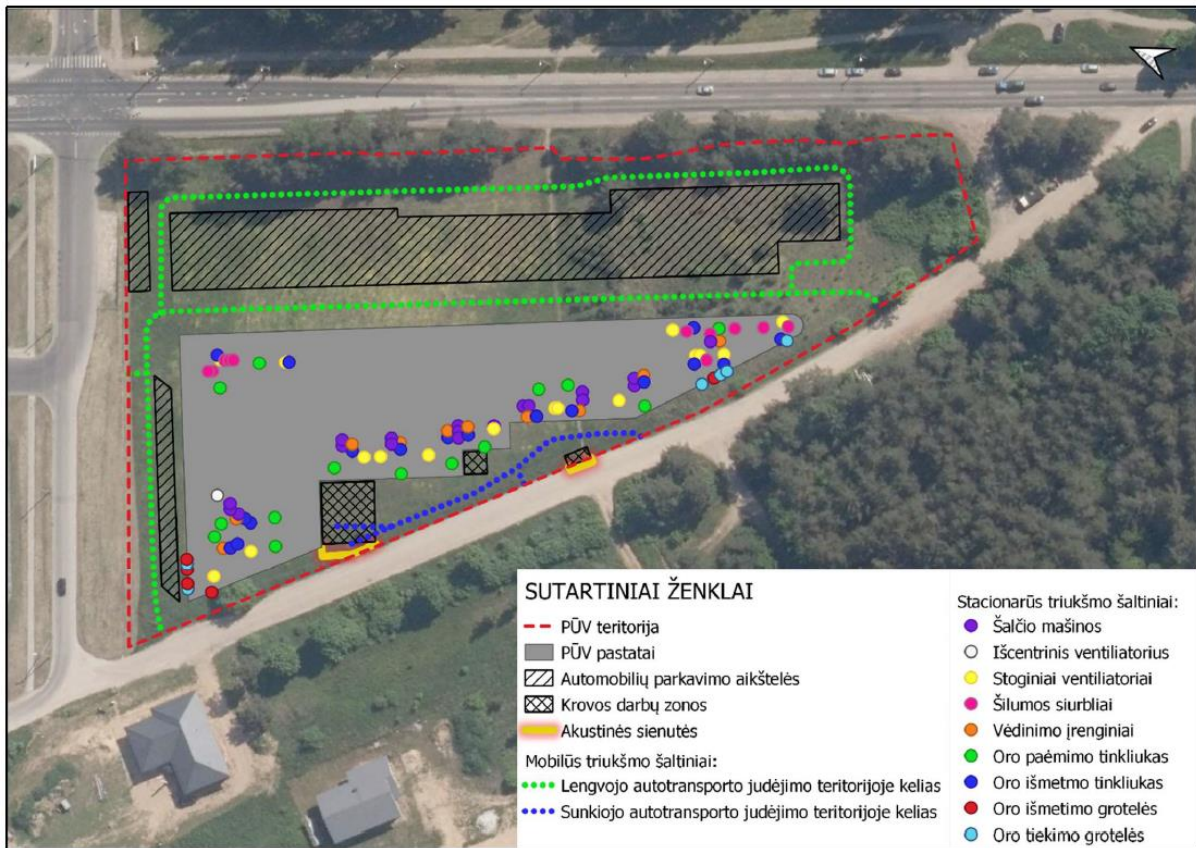 SUTARTINIAI ŽENKLAI
PŪV teritorija
PŪV pastatai
Automobilių parkavimo aikštelės
Krovos darbų zonos
Akustinės sienutės
Mobilūs triukšmo šaltiniai:
Lengvojo autotransporto judėjimo teritorijoje kelias
Sunkiojo autotransporto judėjimo teritorijoje kelias
Stacionarūs triukšmo šaltiniai:
Šalčio mašinos
Išcentrinis ventiliatorius
Stoginiai ventiliatoriai
Šilumos siurbliai
Vėdinimo įrenginiai
Oro paėmimo tinkliukas
Oro išmetmo tinkliukas
Oro išmetimo grotelės
Oro tiekimo grotelės